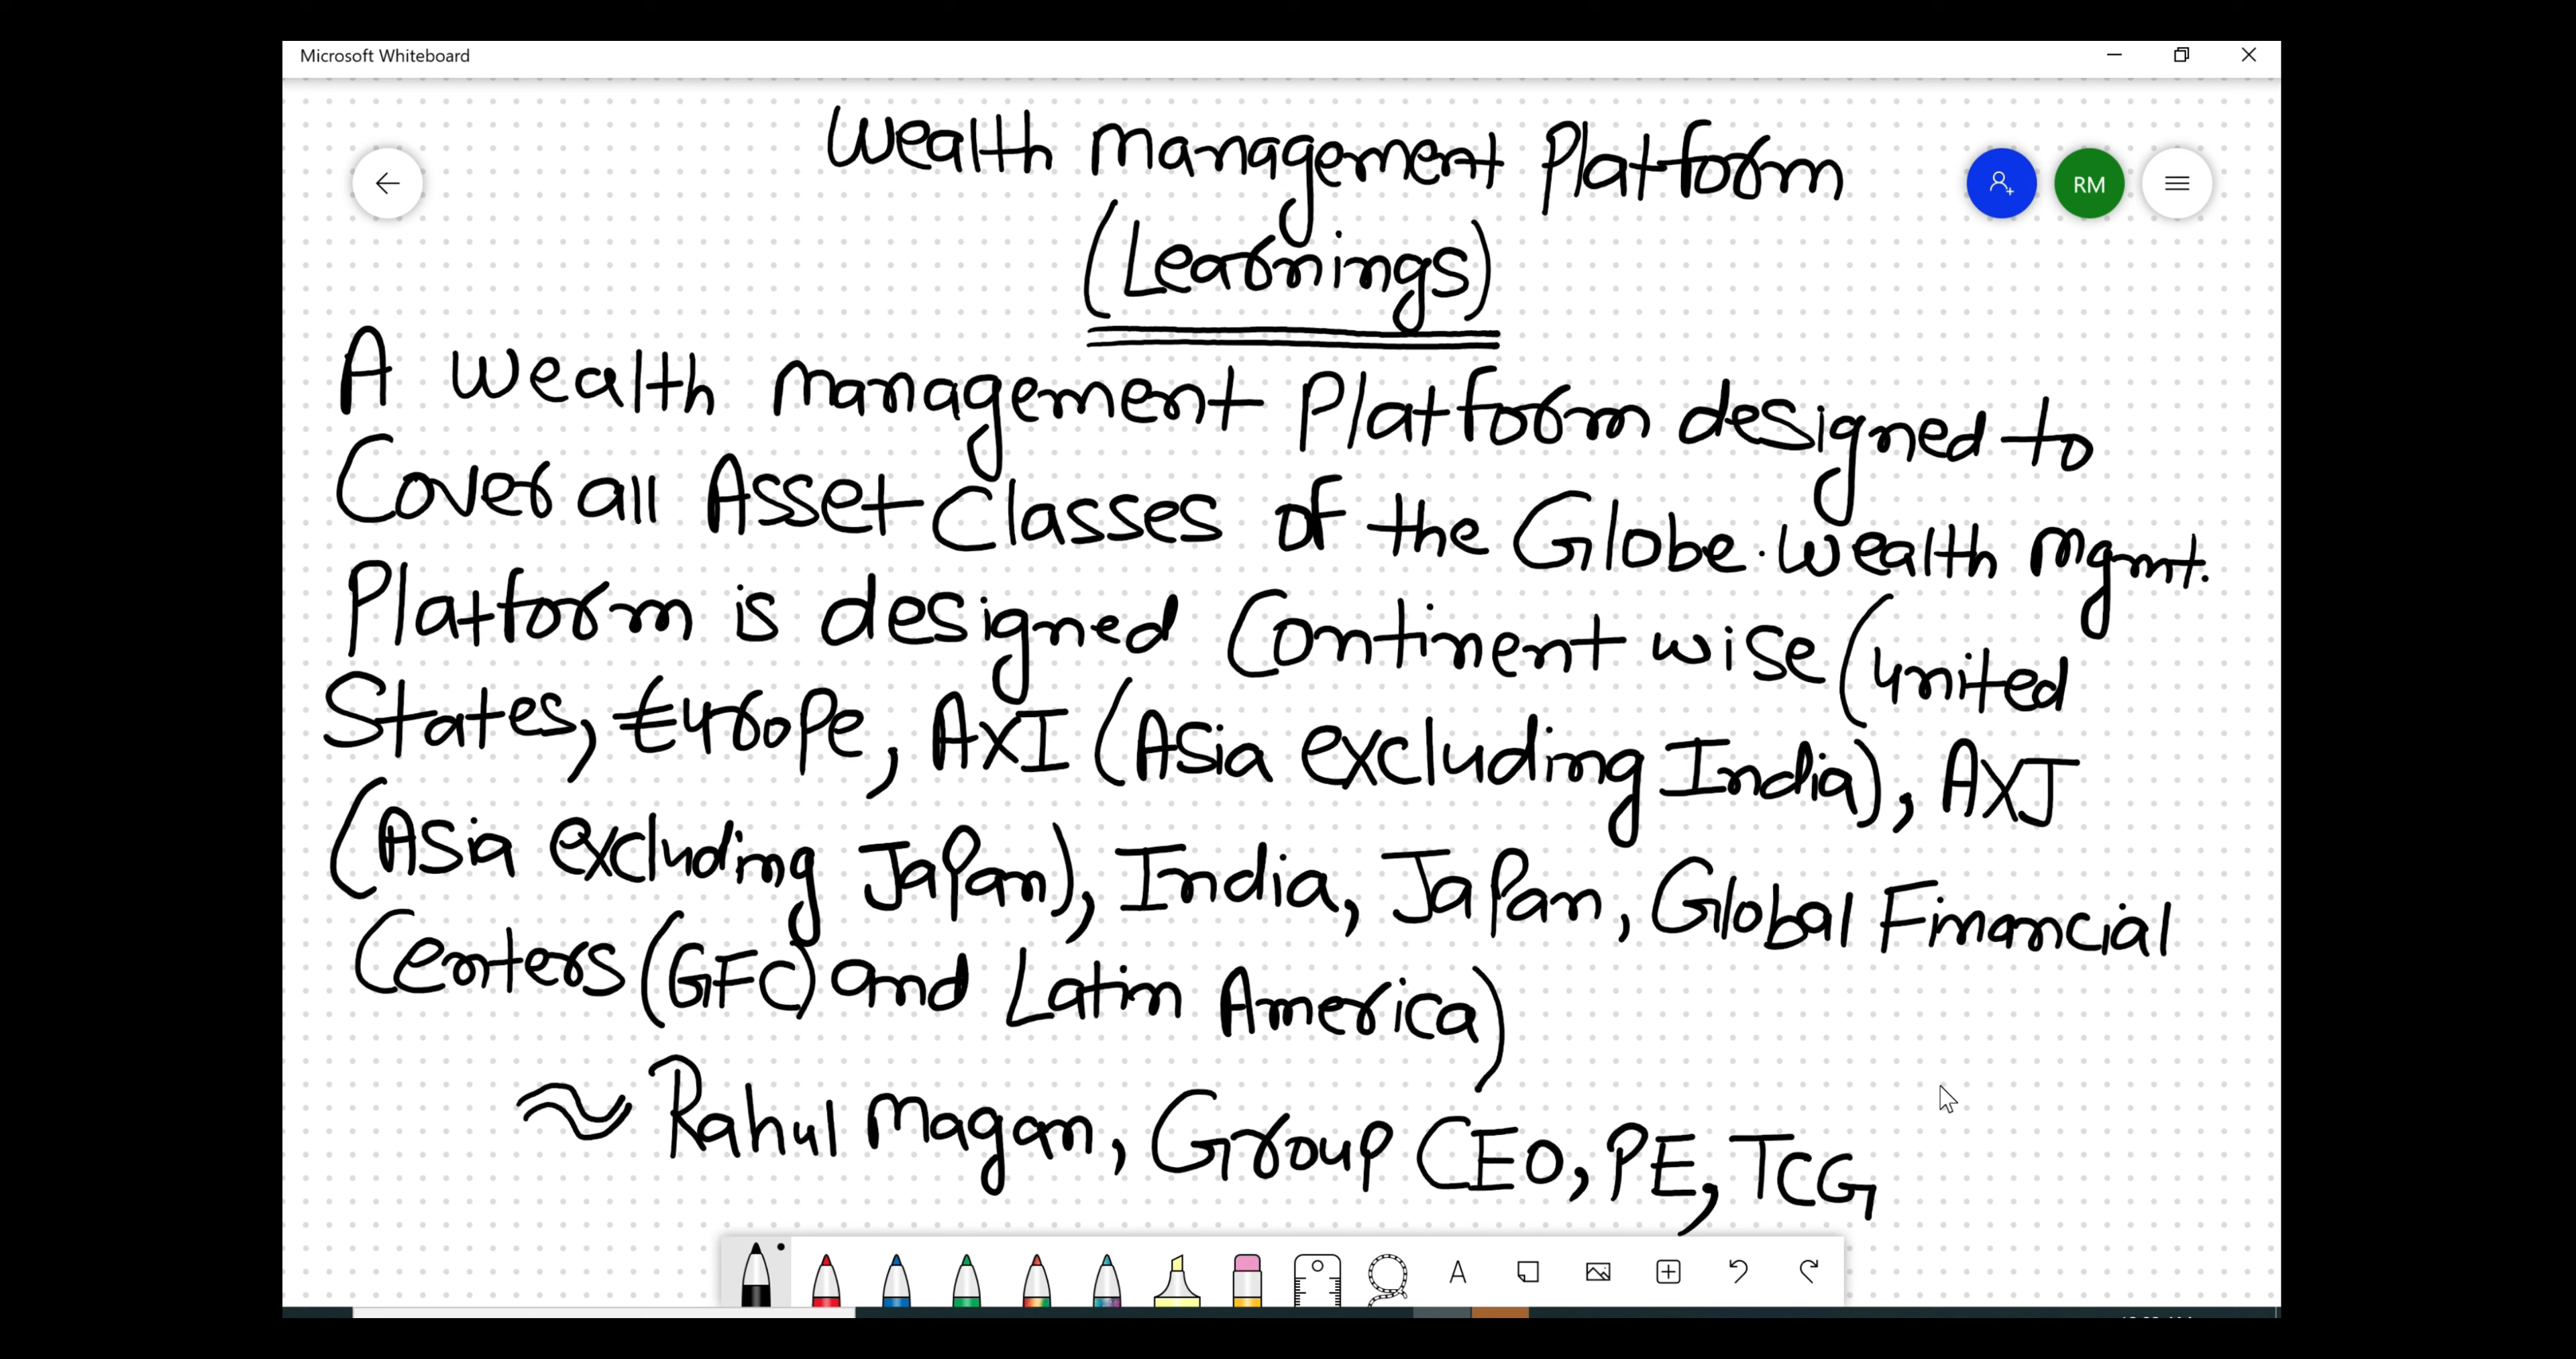 Microsoft Whiteboard
Wealth Management Platform
RM
(Learnings)
A Wealth Management Platform designed to
Cover all Asset Classes of the Globe. Wealth Mgmt.
Platform is designed Continent wise (United
States, Europe, AXI (Asia excluding India), AXJ
(Asia excluding Japan), India, Japan, Global Financial
Centers (GFC) and Latin America)
≈ Rahul Magan, Group CEO, PE, TCG
A